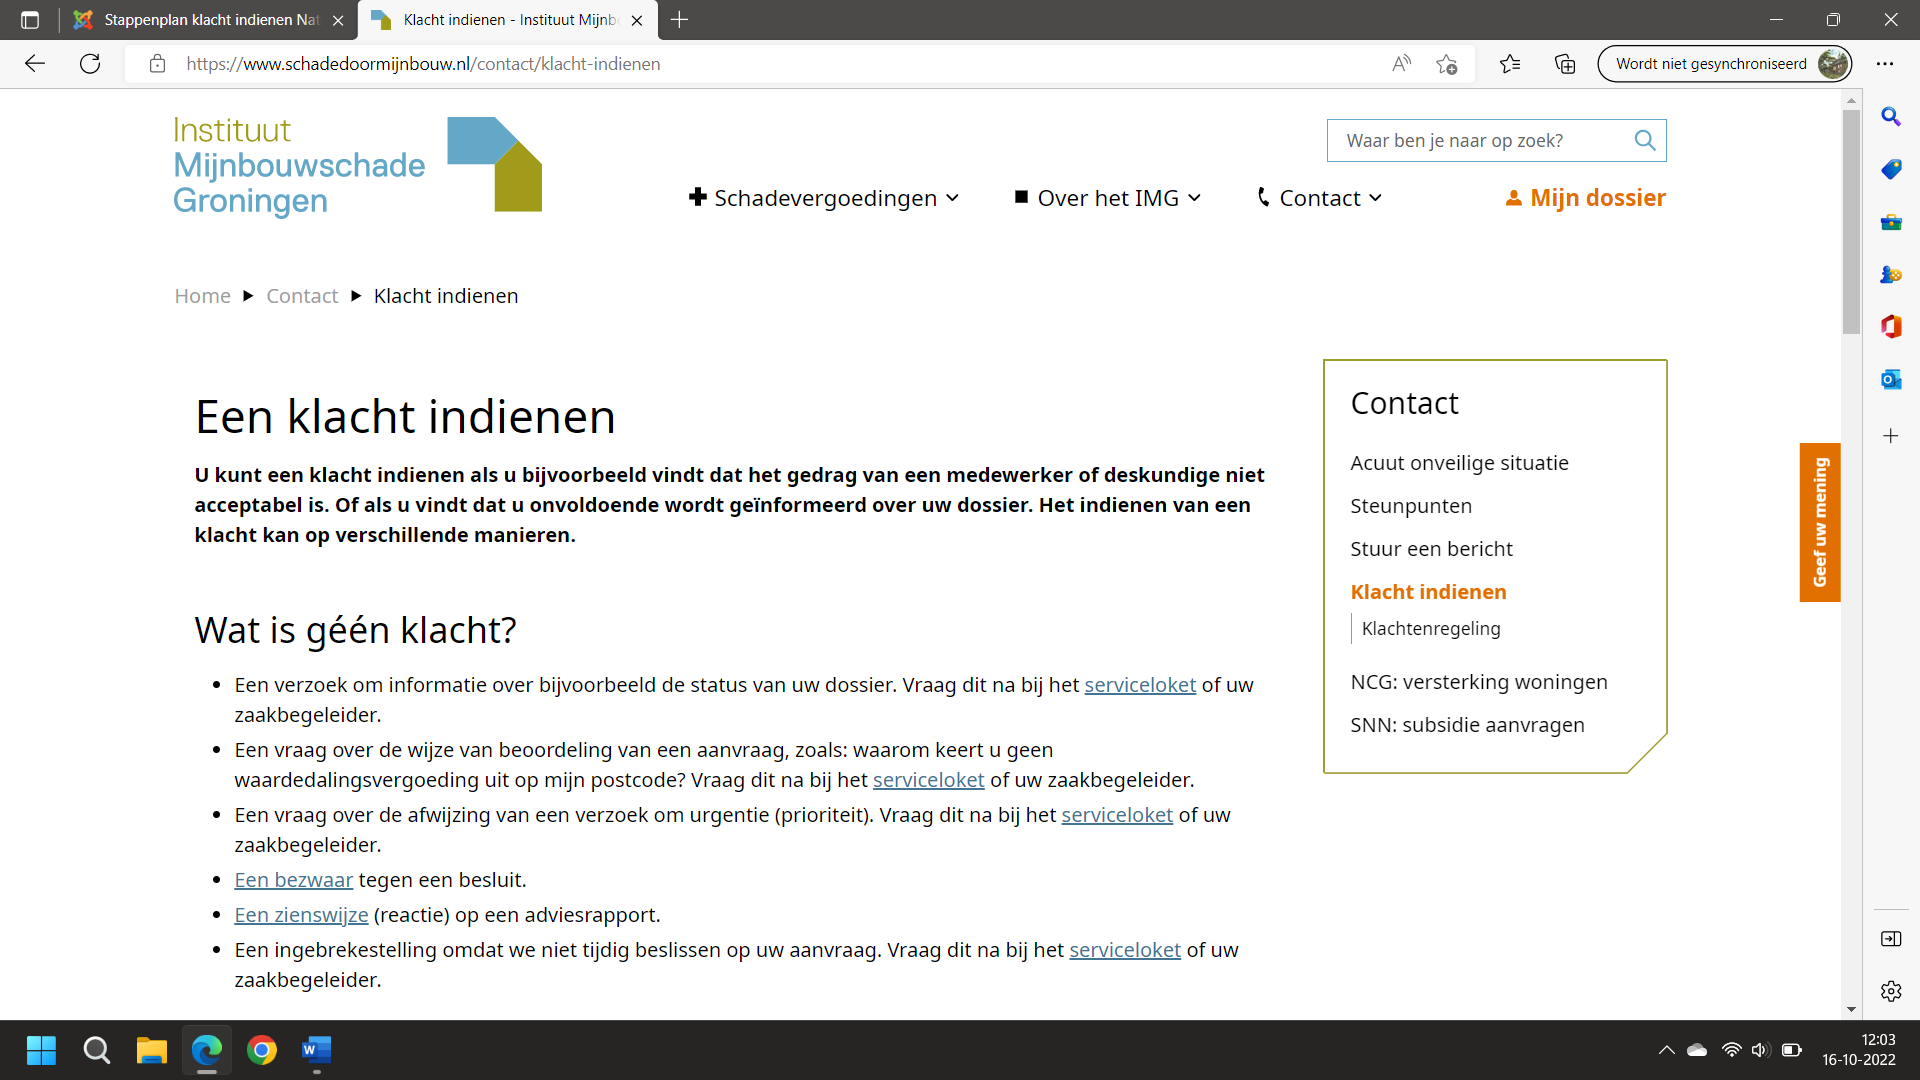 Stappenplan klacht indienen Nat
Klacht indienen - Instituut Mijnb
https://www.schadedoormijnbouw.nl/contact/klacht-indienen
Wordt niet gesynchroniseerd
Instituut
Mijnbouwschade
Groningen
Waar ben je naar op zoek?
Schadevergoedingen
Over het IMG
Contact
Mijn dossier
Home
Contact
Klacht indienen
Een klacht indienen
U kunt een klacht indienen als u bijvoorbeeld vindt dat het gedrag van een medewerker of deskundige niet
acceptabel is. Of als u vindt dat u onvoldoende wordt geïnformeerd over uw dossier. Het indienen van een
klacht kan op verschillende manieren.
Wat is géén klacht?
Een verzoek om informatie over bijvoorbeeld de status van uw dossier. Vraag dit na bij het serviceloket of uw
zaakbegeleider.
Een vraag over de wijze van beoordeling van een aanvraag, zoals: waarom keert u geen
waardedalingsvergoeding uit op mijn postcode? Vraag dit na bij het serviceloket of uw zaakbegeleider.
Een vraag over de afwijzing van een verzoek om urgentie (prioriteit). Vraag dit na bij het serviceloket of uw
zaakbegeleider.
Een bezwaar tegen een besluit.
Een zienswijze (reactie) op een adviesrapport.
Een ingebrekestelling omdat we niet tijdig beslissen op uw aanvraag. Vraag dit na bij het serviceloket of uw
zaakbegeleider.
Contact
Acuut onveilige situatie
Steunpunten
Stuur een bericht
Klacht indienen
Klachtenregeling
NCG: versterking woningen
SNN: subsidie aanvragen
Geef uw mening
12:03
16-10-2022